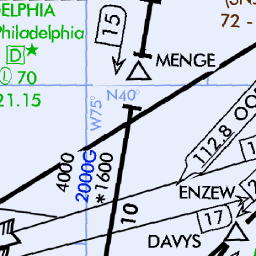 DELPHIA
Philadelphia
D
70
21.15
15
MENGE
72 -
N40°
W75°
4000
2000G
*1600
10
112.8 OO
ENZEW
17
DAVYS